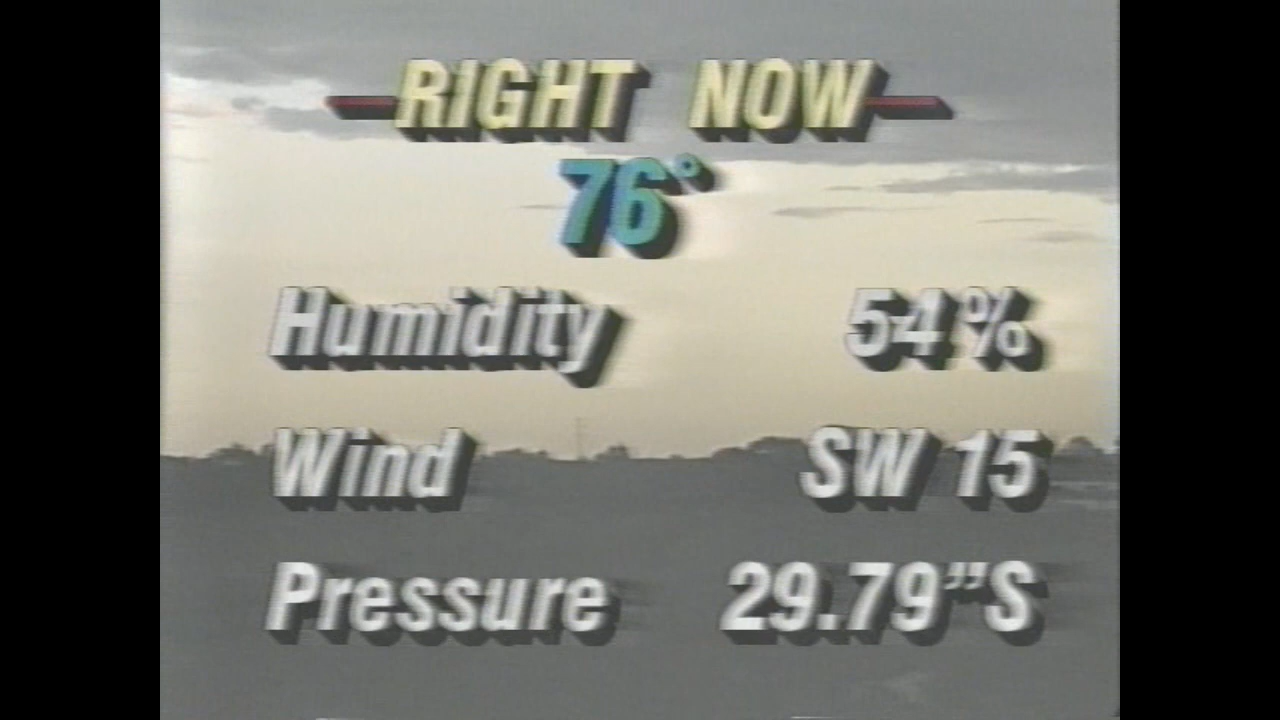 RIGHT NOW
76°
Humidity 54%
Wind SW 15
Pressure 29.79”S